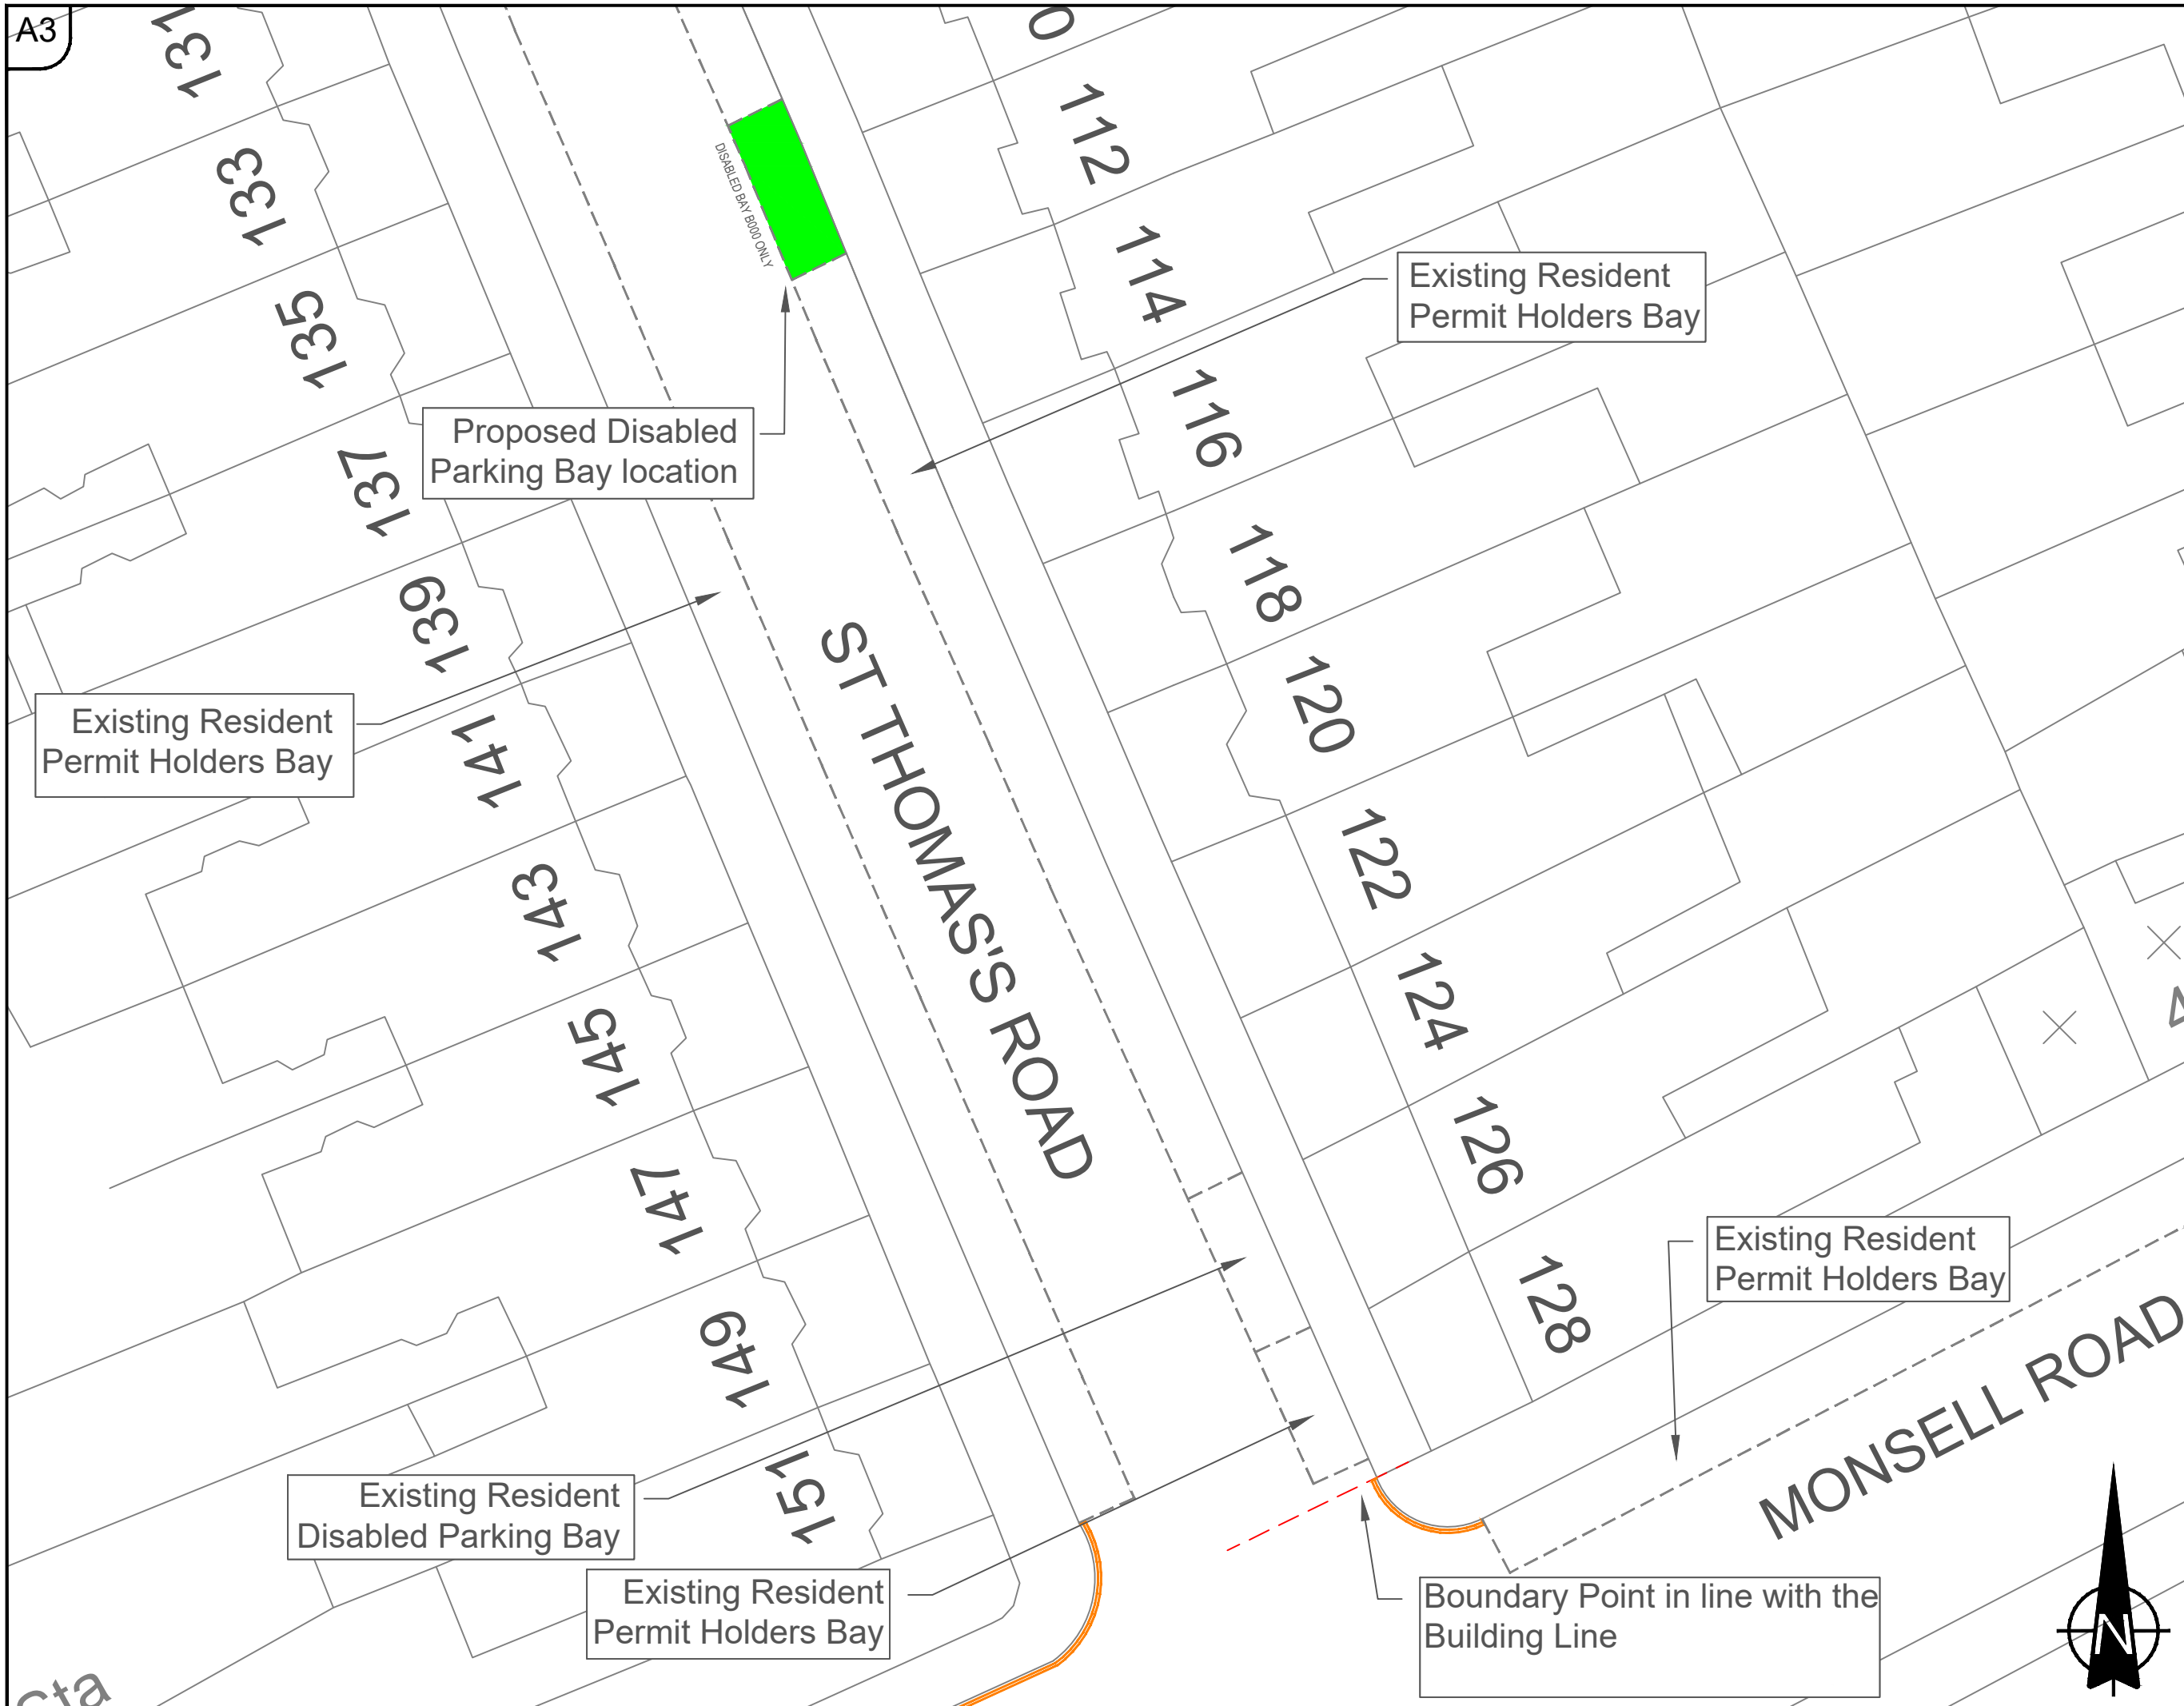 A3
131
133
135
137
139
141
143
145
147
149
151
0
112
114
116
118
120
122
124
126
128
DISABLED BAY B000 ONLY
Existing Resident
Permit Holders Bay
Proposed Disabled
Parking Bay location
Existing Resident
Permit Holders Bay
ST THOMAS'S ROAD
Existing Resident
Permit Holders Bay
MONSELL ROAD
Existing Resident
Disabled Parking Bay
Existing Resident
Permit Holders Bay
Boundary Point in line with the
Building Line
N
Sta